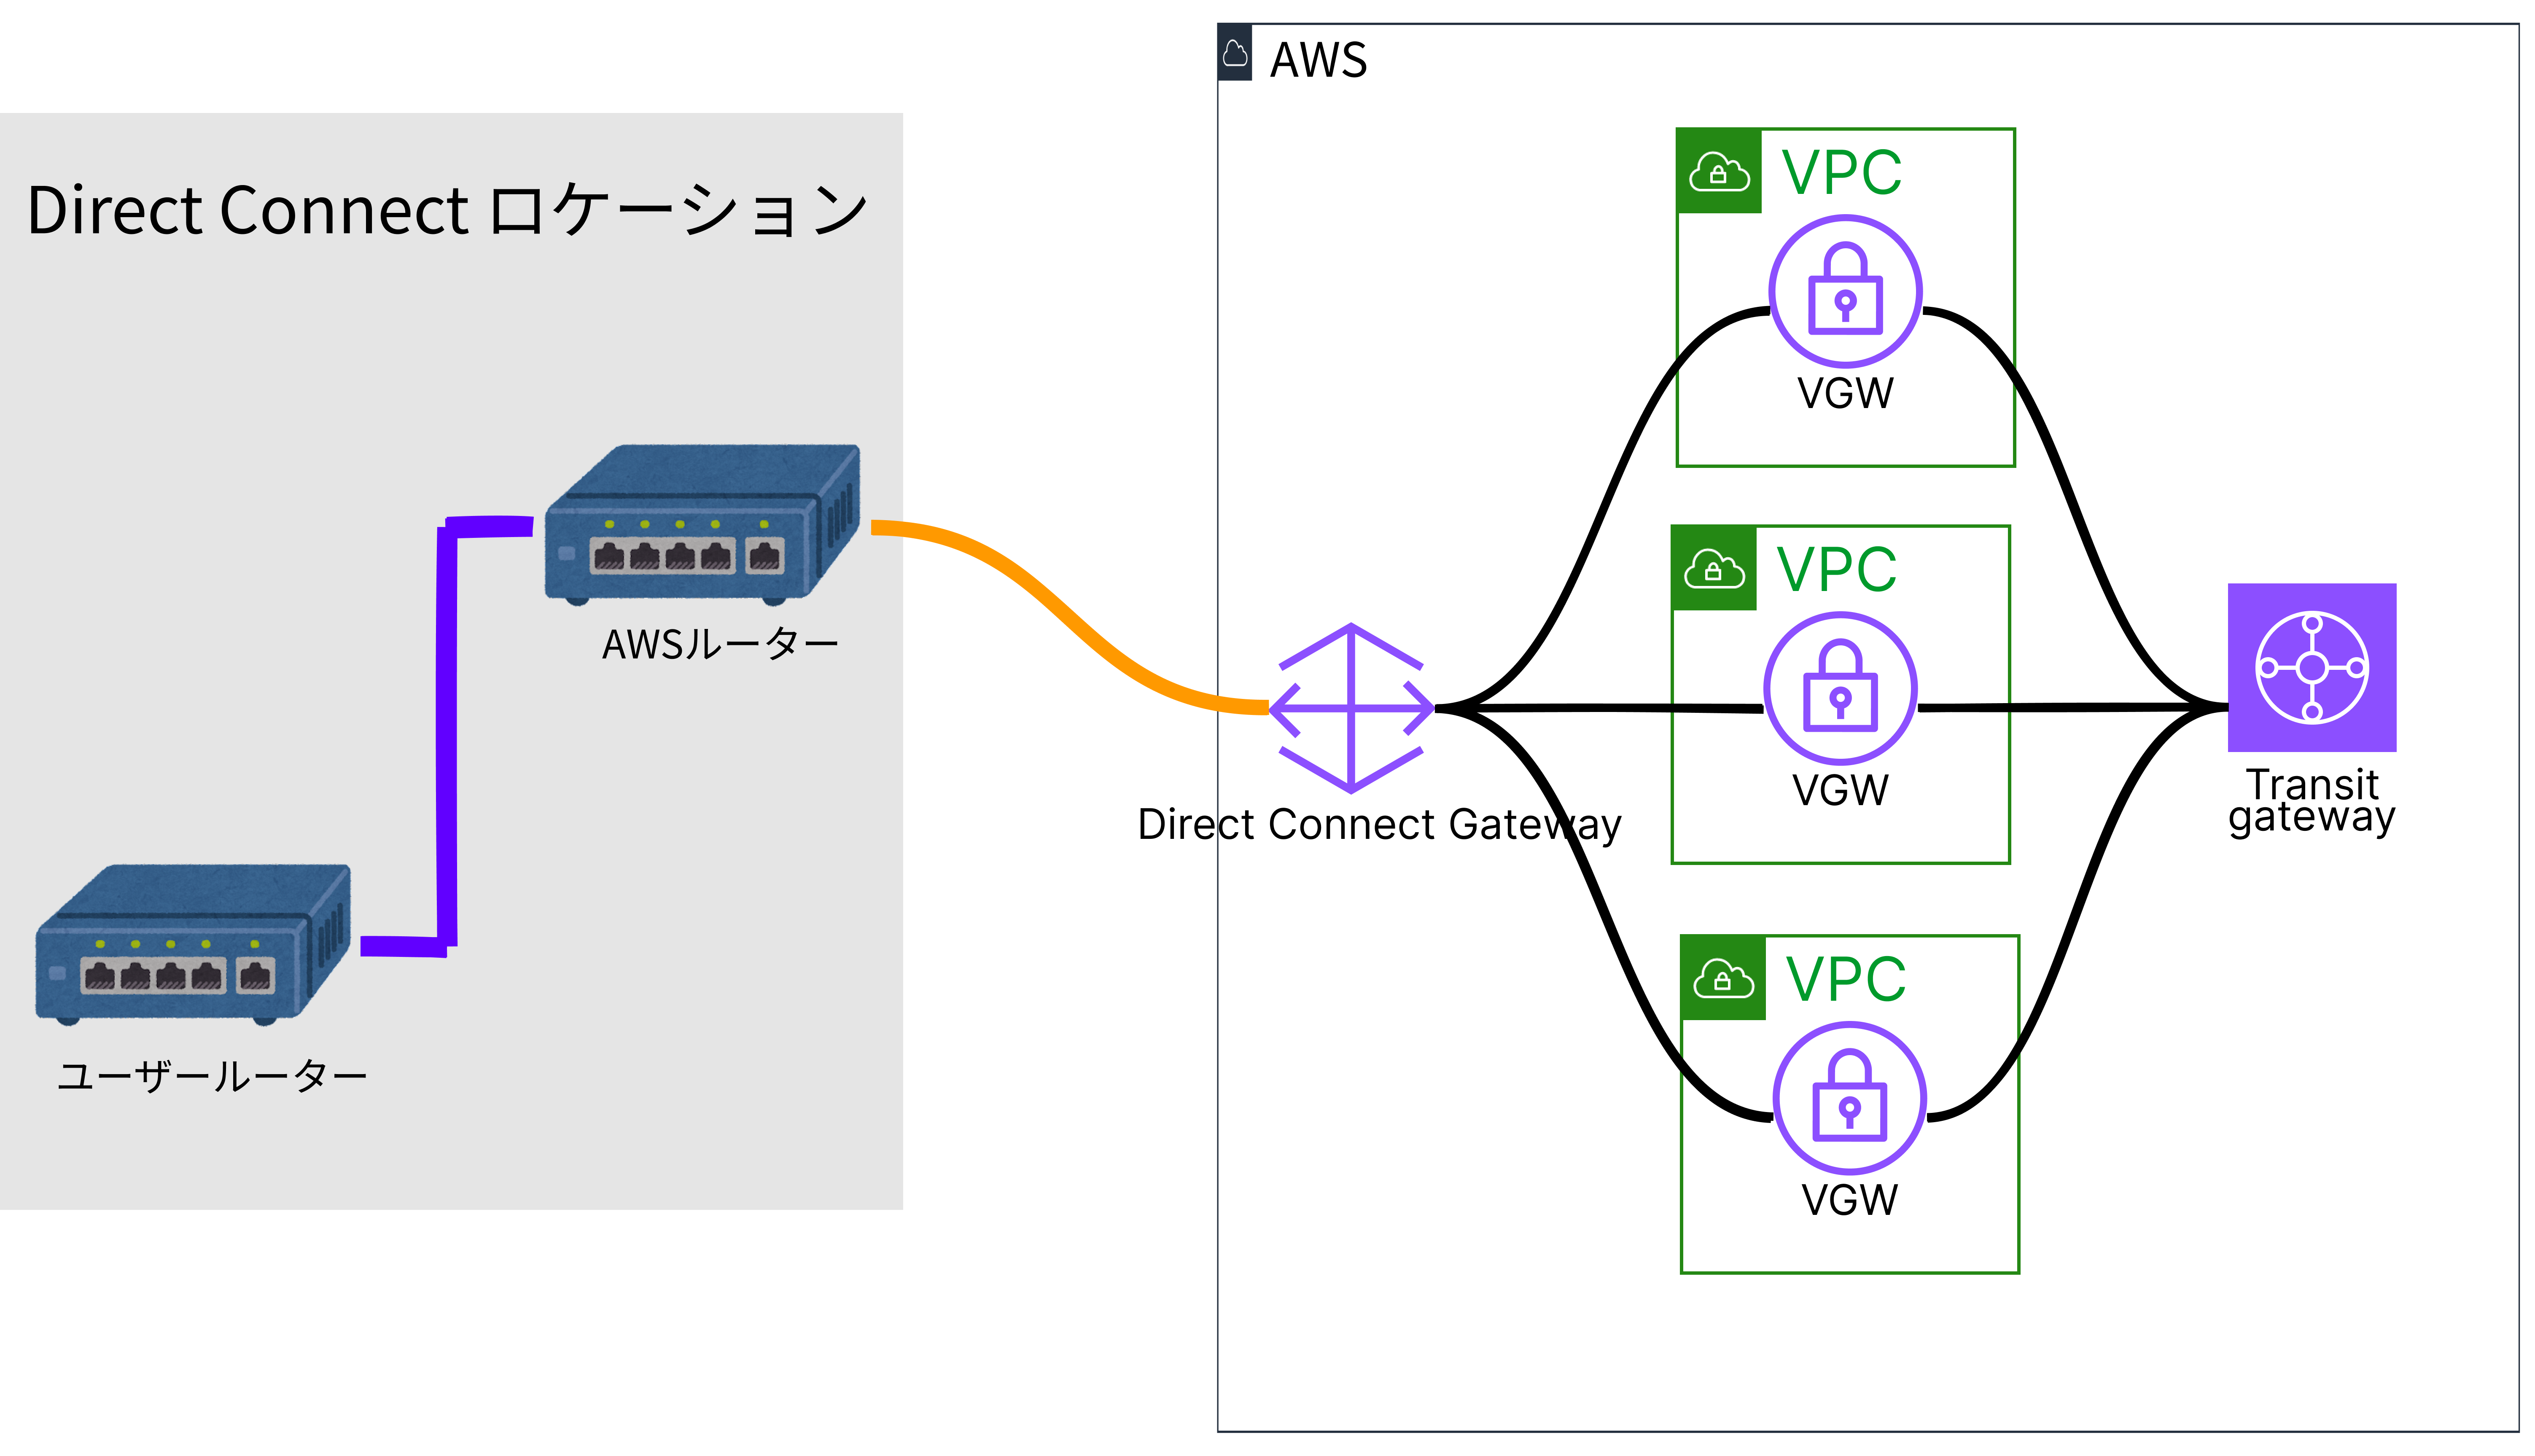 AWS
Direct Connect ロケーション
VPC
VGW
AWSルーター
VPC
VGW
Direct Connect Gateway
Transit
gateway
ユーザールーター
VPC
VGW